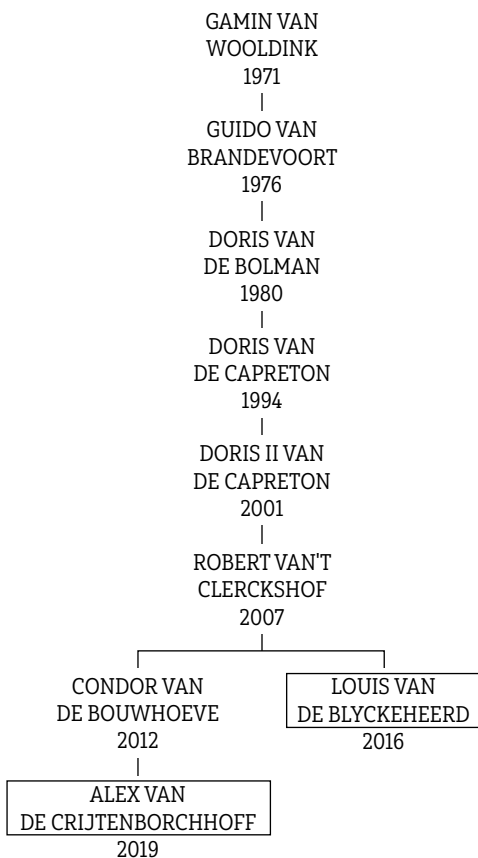 GAMIN VAN
WOOLDINK
1971
GUIDO VAN
BRANDEVOORT
1976
DORIS VAN
DE BOLMAN
1980
DORIS VAN
DE CAPRETON
1994
DORIS II VAN
DE CAPRETON
2001
ROBERT VAN'T
CLERCKSHOF
2007
CONDOR VAN
DE BOUWHOEVE
2012
LOUIS VAN
DE BLYCKEHEERD
2016
ALEX VAN
DE CRIJTENBORCHHOFF
2019